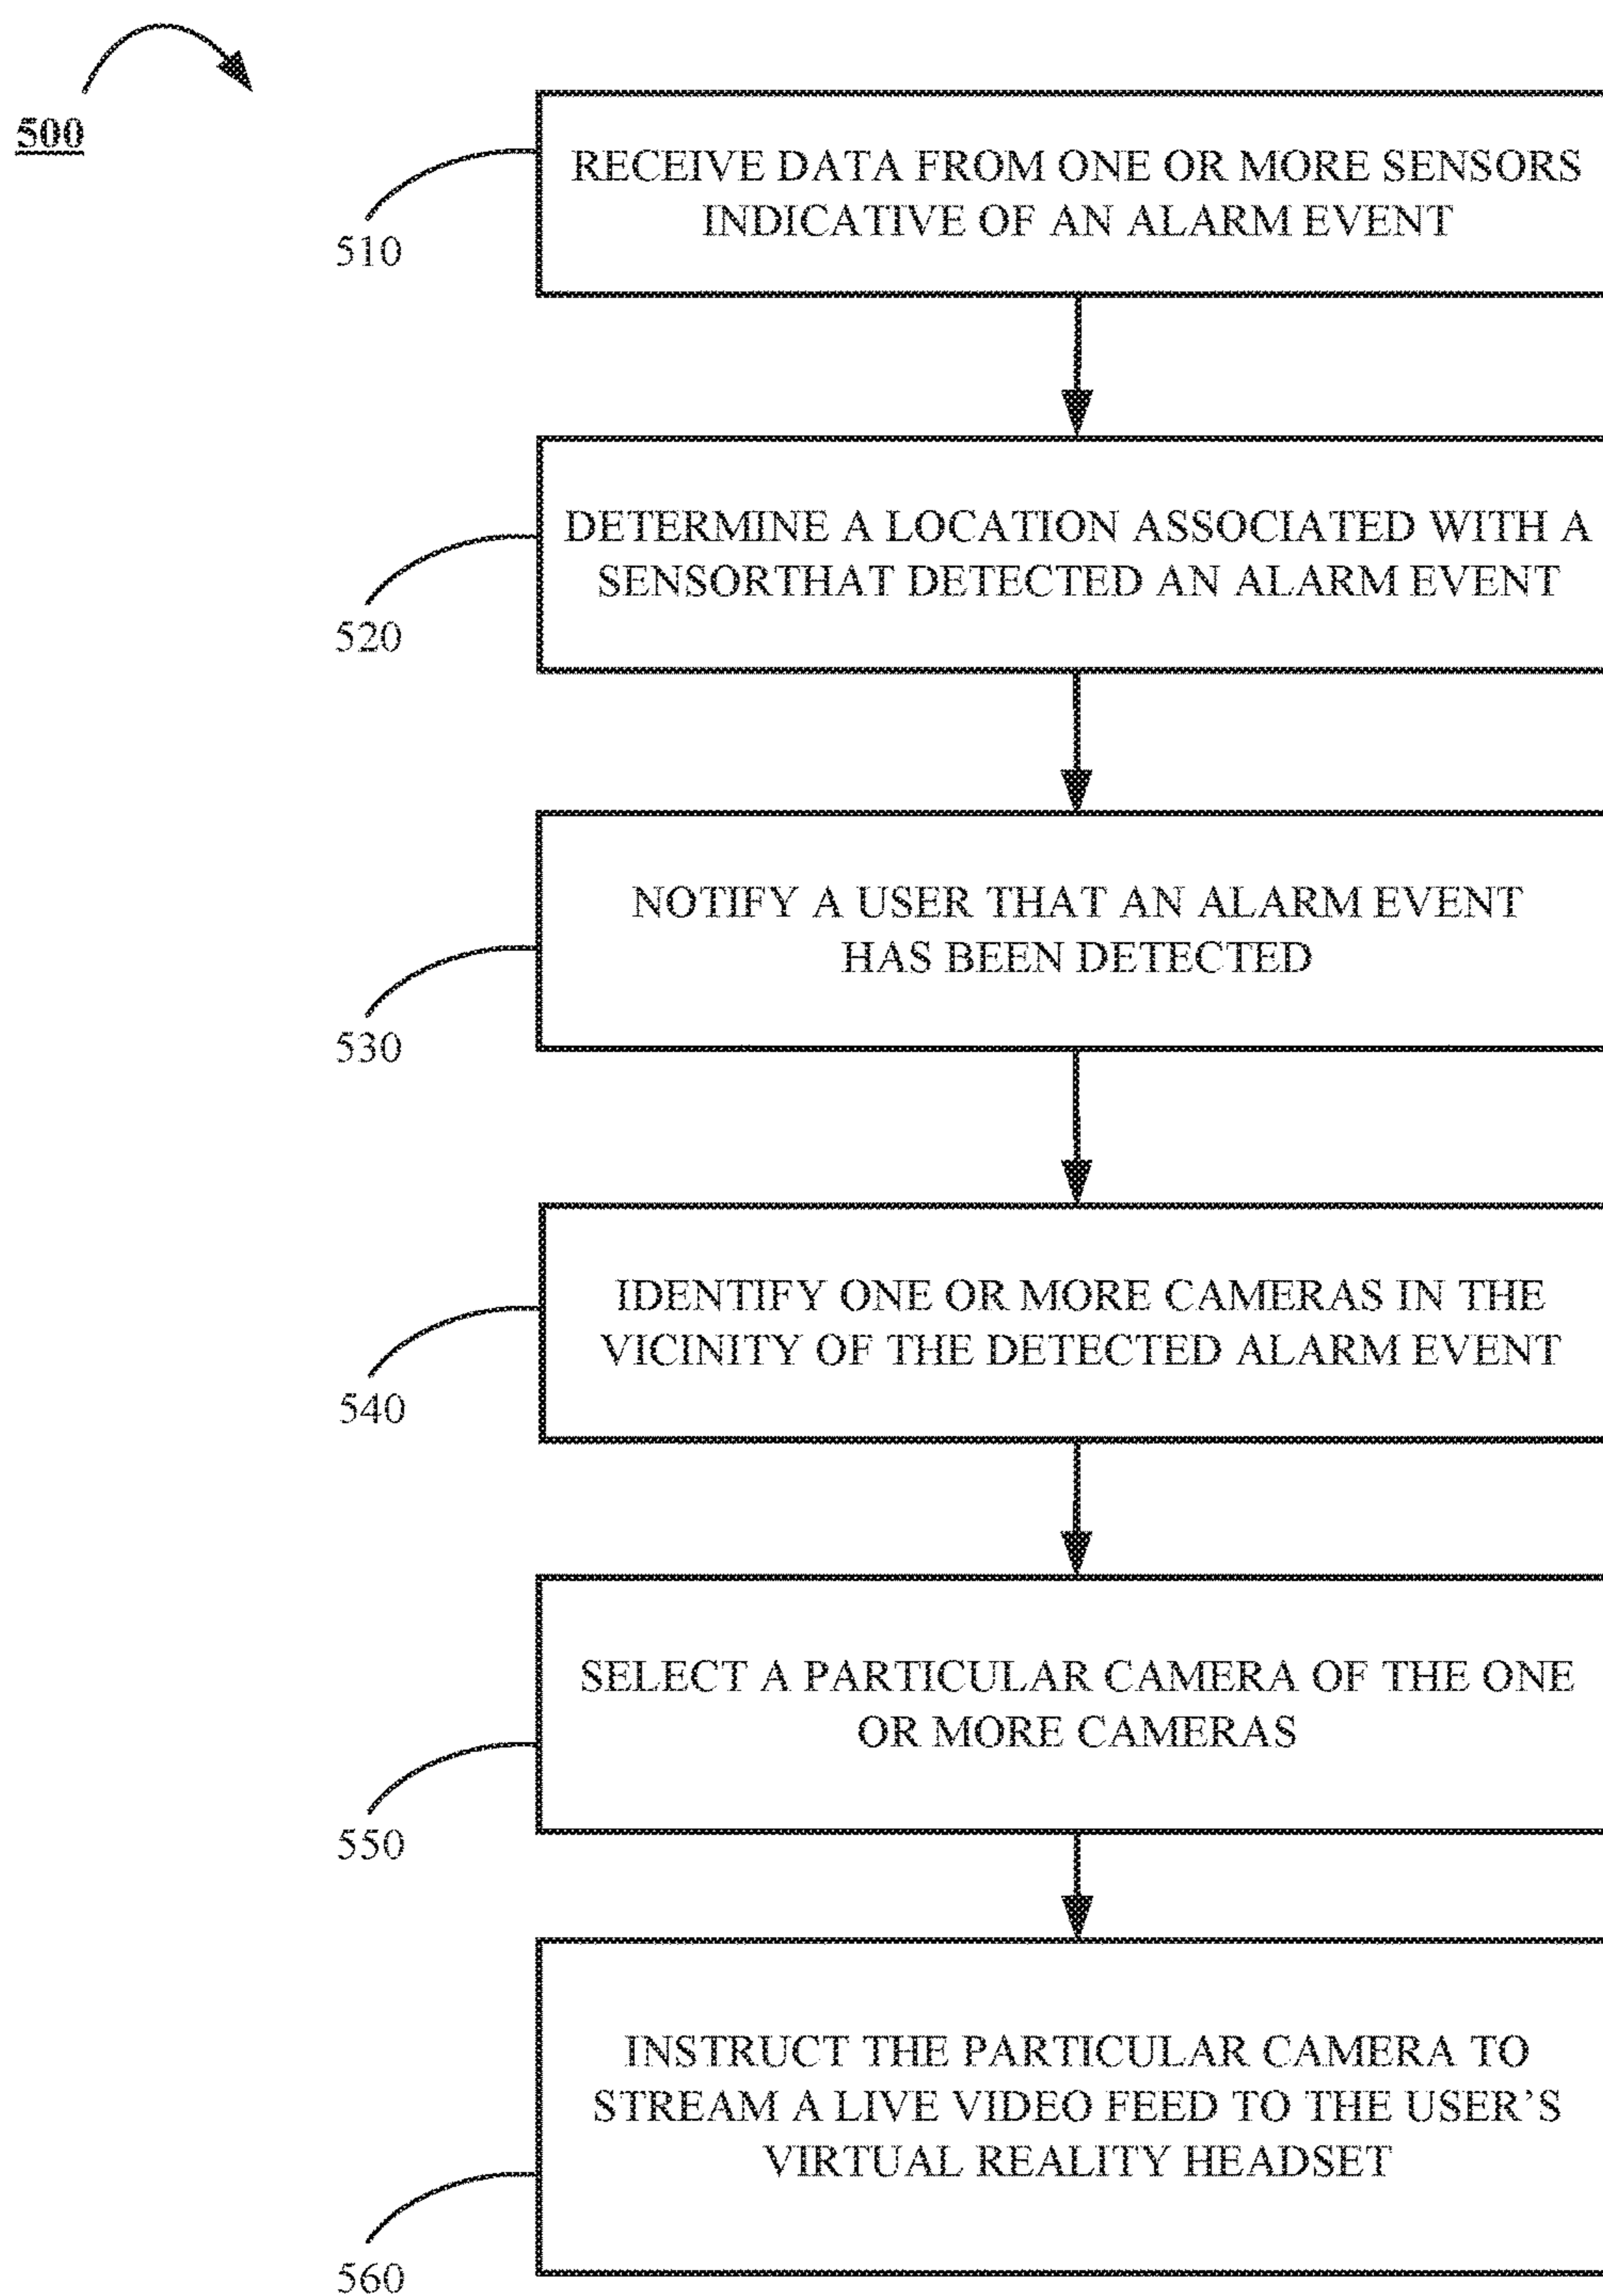 500
RECEIVE DATA FROM ONE OR MORE SENSORS
INDICATIVE OF AN ALARM EVENT
510
DETERMINE A LOCATION ASSOCIATED WITH A
SENSORTHAT DETECTED AN ALARM EVENT
520
NOTIFY A USER THAT AN ALARM EVENT
HAS BEEN DETECTED
530
IDENTIFY ONE OR MORE CAMERAS IN THE
VICINITY OF THE DETECTED ALARM EVENT
540
SELECT A PARTICULAR CAMERA OF THE ONE
OR MORE CAMERAS
550
INSTRUCT THE PARTICULAR CAMERA TO
STREAM A LIVE VIDEO FEED TO THE USER'S
VIRTUAL REALITY HEADSET
560